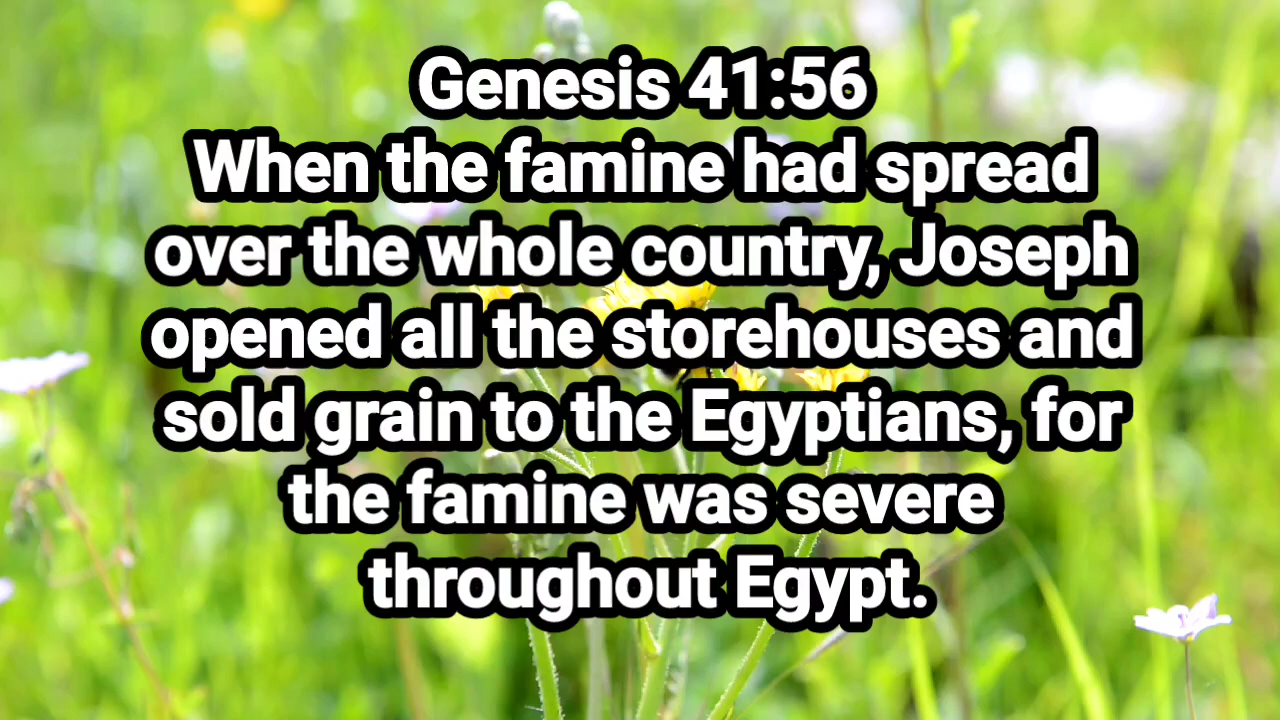 Genesis 41:56
When the famine had spread
over the whole country, Joseph
opened all the storehouses and
sold grain to the Egyptians, for
the famine was severe
throughout Egypt.